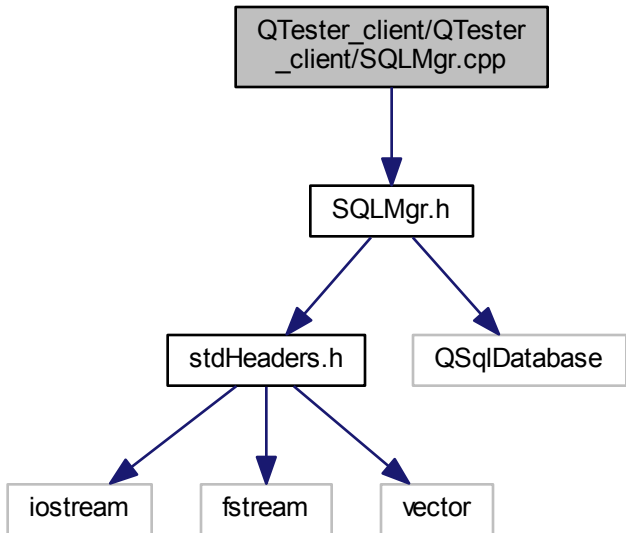 QTester_client/QTester
_client/SQLMgr.cpp
SQLMgr.h
stdHeaders.h
QSqlDatabase
iostream
fstream
vector